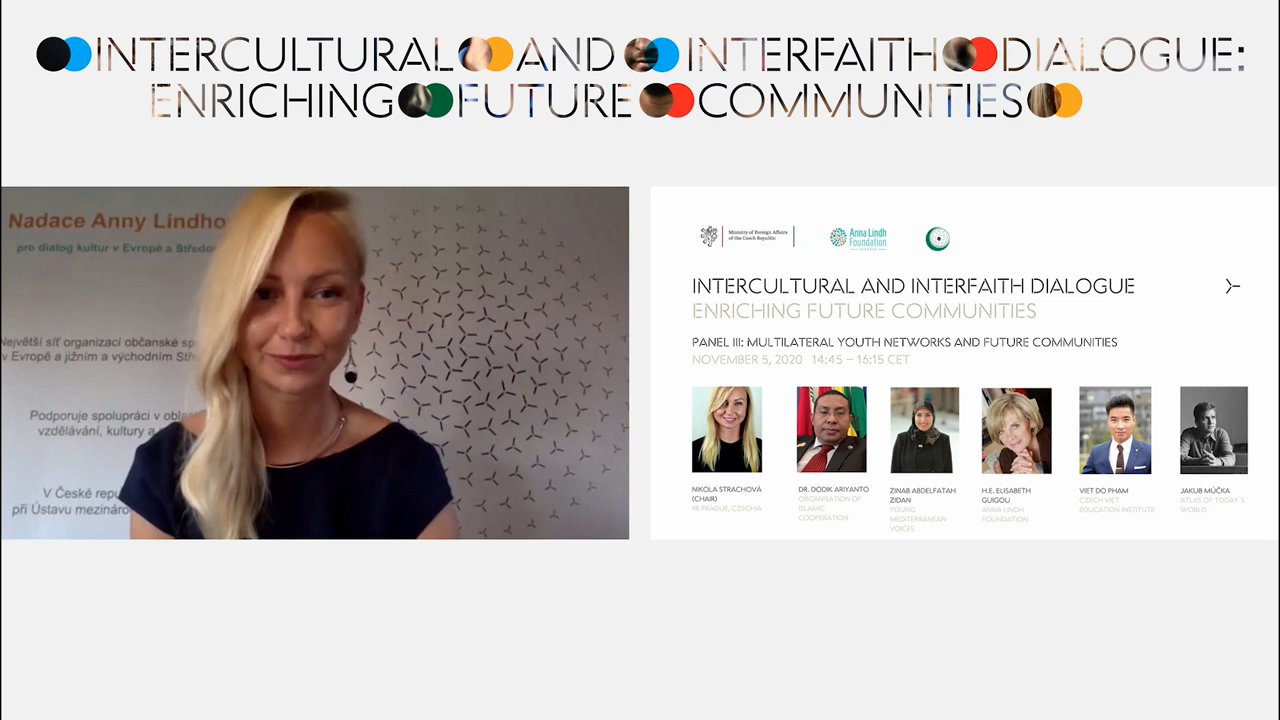 INTERCULTURAL AND INTERFAITH DIALOGUE:
ENRICHING FUTURE COMMUNITIES
Nadace Anny Lindho
pro dialog kultur v Evropě a Středo
Největší síť organizací občanské sp
v Evropě a jižním a východním Stř
Podporuje spolupráci v obla
vzdělávání, kultury a
V České repu
při Ústavu mezináro
Ministry of Foreign Affairs
of the Czech Republic
Anna Lindh
Foundation
INTERCULTURAL AND INTERFAITH DIALOGUE
ENRICHING FUTURE COMMUNITIES
PANEL III: MULTILATERAL YOUTH NETWORKS AND FUTURE COMMUNITIES
NOVEMBER 5, 2020 14:45 – 16:15 CET
NIKOLA STRACHOVÁ
(CHAIR)
IIR PRAGUE, CZECHIA
DR. DODIK ARIYANTO
ORGANISATION OF
ISLAMIC
COOPERATION
ZINAB ABDELFATAH
ZIDAN
YOUNG
MEDITERRANEAN
VOICES
H.E. ELISABETH
GUIGOU
ANNA LINDH
FOUNDATION
VIET DO PHAM
CZECH VIET
EDUCATION INSTITUTE
JAKUB MÚČKA
ATLAS OF TODAY´S
WORLD